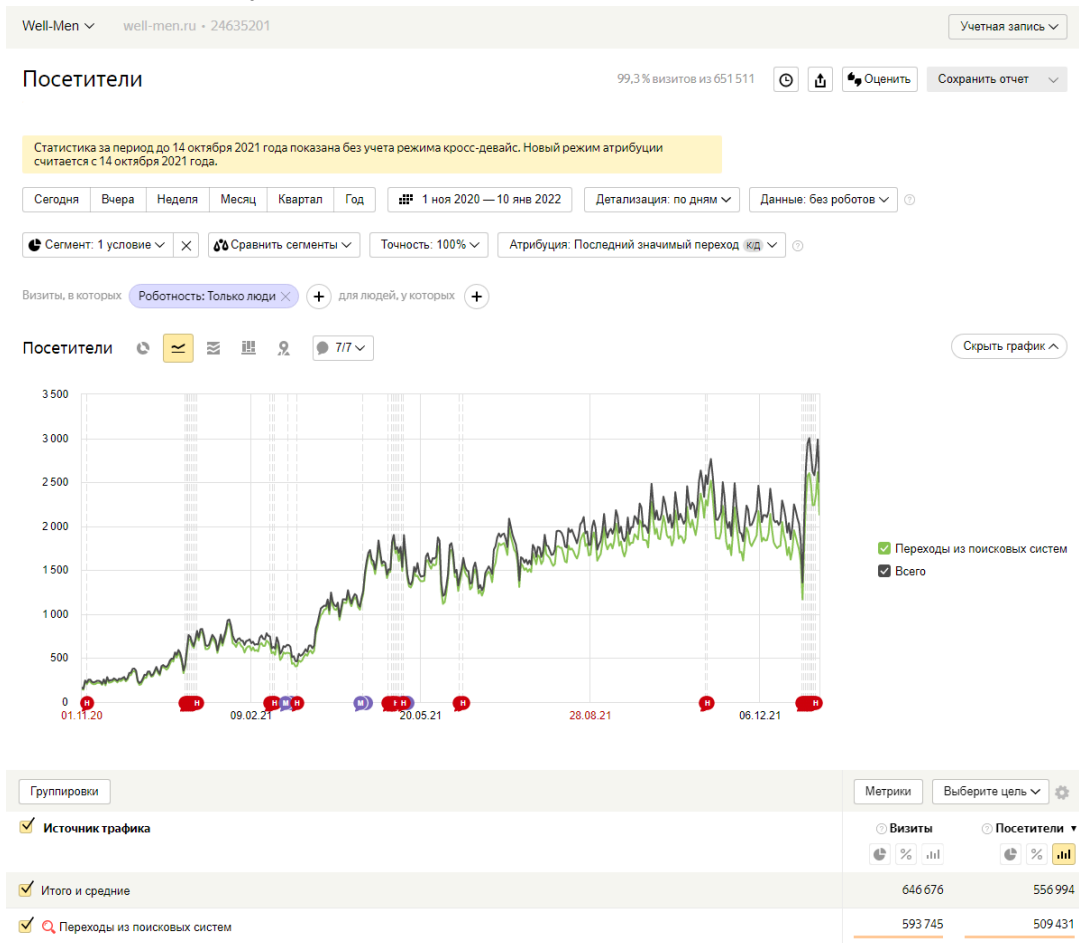 Well-Men well-men.ru • 24635201 Учетная запись
Посетители 99,3 % визитов из 651 511 Оценить Сохранить отчет
Статистика за период до 14 октября 2021 года показана без учета режима кросс-девайс. Новый режим атрибуции
считается с 14 октября 2021 года.
Сегодня Вчера Неделя Месяц Квартал Год 1 ноя 2020 — 10 янв 2022 Детализация: по дням Данные: без роботов ?
Сегмент: 1 условие × Сравнить сегменты Точность: 100% Атрибуция: Последний значимый переход К/Д ?
Визиты, в которых Роботность: Только люди × + для людей, у которых +
Посетители 7/7 Скрыть график
3 500
3 000
2 500
2 000
1 500
1 000
500
0
Переходы из поисковых систем
Всего
Н Н Н М Н М Н Н Н Н Н
01.11.20 09.02.21 20.05.21 28.08.21 06.12.21
Группировки Метрики Выберите цель
Источник трафика ? Визиты ? Посетители ▼
% %
Итого и средние 646 676 556 994
Переходы из поисковых систем 593 745 509 431